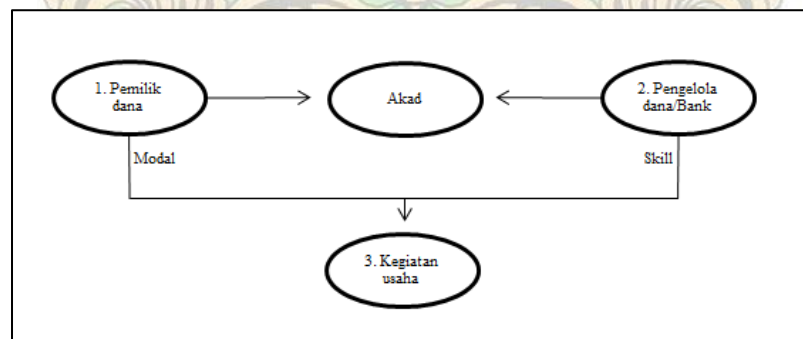 1. Pemilik
dana
Akad
2. Pengelola
dana/Bank
Modal
Skill
3. Kegiatan
usaha